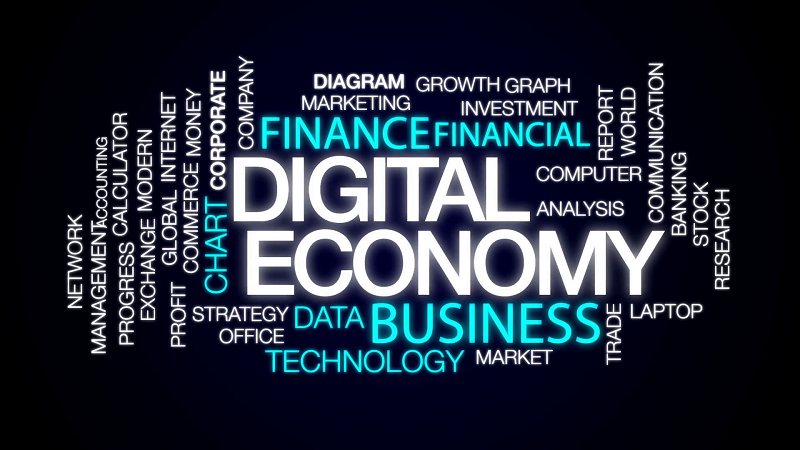 DIAGRAM GROWTH GRAPH
MARKETING INVESTMENT
FINANCE FINANCIAL
DIGITAL
ECONOMY
COMPUTER
ANALYSIS
STRATEGY DATA BUSINESS LAPTOP
OFFICE
TECHNOLOGY MARKET
NETWORK
MANAGEMENT ACCOUNTING
PROGRESS CALCULATOR
EXCHANGE MODERN
GLOBAL INTERNET
PROFIT
COMMERCE MONEY
CHART CORPORATE
COMPANY
REPORT
TRADE
WORLD
COMMUNICATION
BANKING
STOCK
RESEARCH